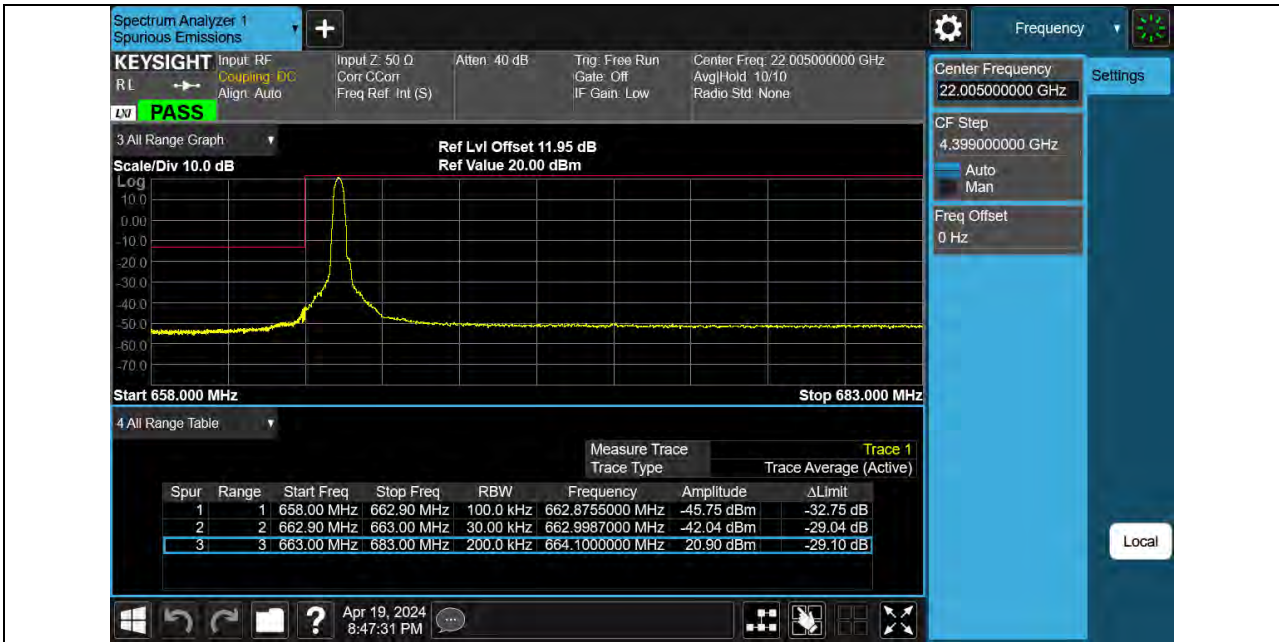 Spectrum Analyzer 1
Spurious Emissions
Frequency
KEYSIGHT
RL
LXI
PASS
Input: RF
Coupling: DC
Align: Auto
Input Z: 50 Ω
Corr CCorr
Freq Ref: Int (S)
Atten: 40 dB
Trig: Free Run
Gate: Off
IF Gain: Low
Center Freq: 22.005000000 GHz
Avg|Hold: 10/10
Radio Std: None
Center Frequency
22.005000000 GHz
Settings
CF Step
4.399000000 GHz
Auto
Man
Freq Offset
0 Hz
3 All Range Graph
Scale/Div 10.0 dB
Ref Lvl Offset 11.95 dB
Ref Value 20.00 dBm
Log
10.0
0.00
-10.0
-20.0
-30.0
-40.0
-50.0
-60.0
-70.0
Start 658.000 MHz
Stop 683.000 MHz
4 All Range Table
Measure Trace Trace 1
Trace Type Trace Average (Active)
Spur Range Start Freq Stop Freq RBW Frequency Amplitude ΔLimit
1 1 658.00 MHz 662.90 MHz 100.0 kHz 662.8755000 MHz -45.75 dBm -32.75 dB
2 2 662.90 MHz 663.00 MHz 30.00 kHz 662.9987000 MHz -42.04 dBm -29.04 dB
3 3 663.00 MHz 683.00 MHz 200.0 kHz 664.1000000 MHz 20.90 dBm -29.10 dB
Local
?
Apr 19, 2024
8:47:31 PM